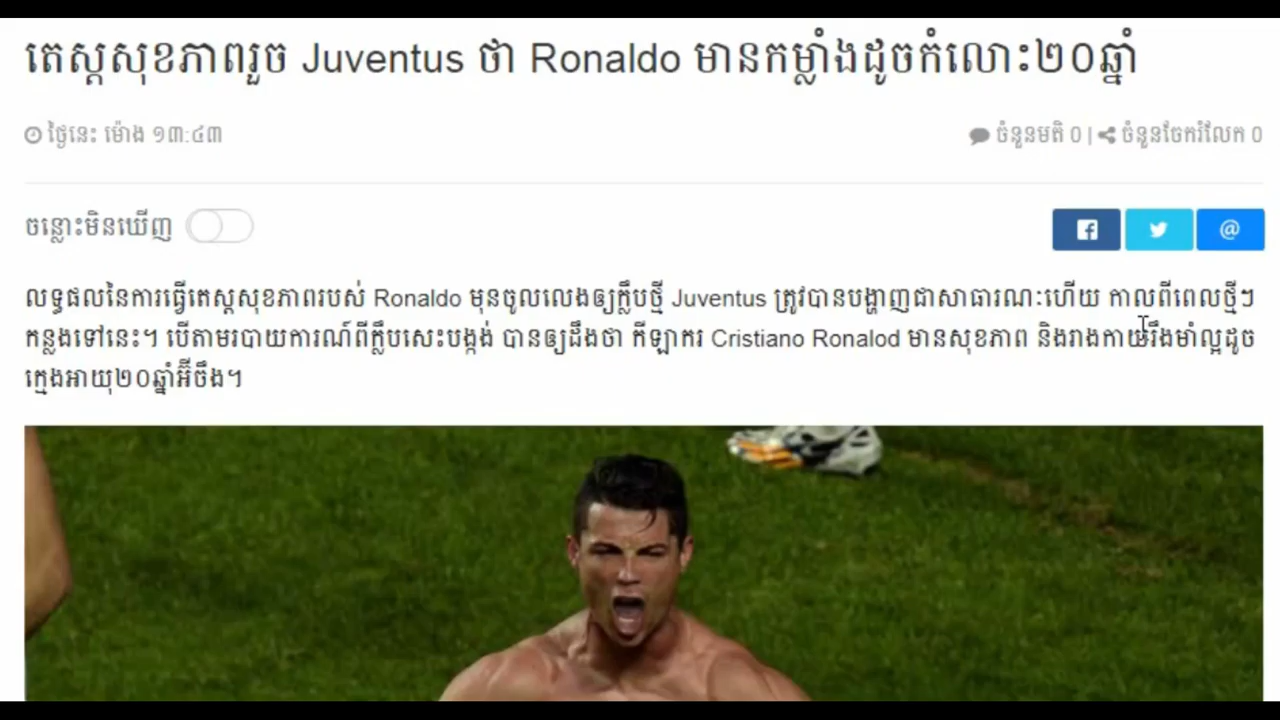 តេស្តសុខភាពរួច Juventus ថា Ronaldo មានកម្លាំងដូចកំលោះ២០ឆ្នាំ
ថ្ងៃនេះ ម៉ោង ១៣:៤៣
ចំនួនមតិ 0 | ចំនួនចែករំលែក 0
ចន្លោះមិនឃើញ
លទ្ធផលនៃការធ្វើតេស្តសុខភាពរបស់ Ronaldo មុនចូលលេងឲ្យក្លឹបថ្មី Juventus ត្រូវបានបង្ហាញជាសាធារណៈហើយ កាលពីពេលថ្មីៗ
កន្លងទៅនេះ។ បើតាមរបាយការណ៍ពីក្លឹបសេះបង្កង់ បានឲ្យដឹងថា កីឡាករ Cristiano Ronalod មានសុខភាព និងរាងកាយរឹងមាំល្អដូច
ក្មេងអាយុ២០ឆ្នាំអ៊ីចឹង។